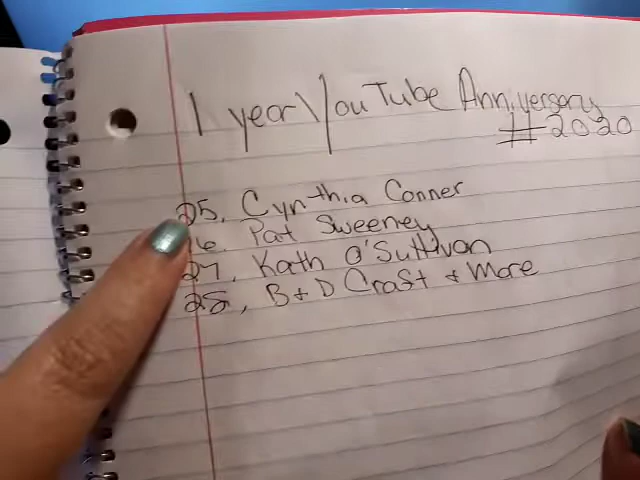 1 year YouTube Anniversary
#2020
25. Cynthia Conner
26. Pat Sweeney
27. Kath O'Sullivan
28. B+D Craft + More